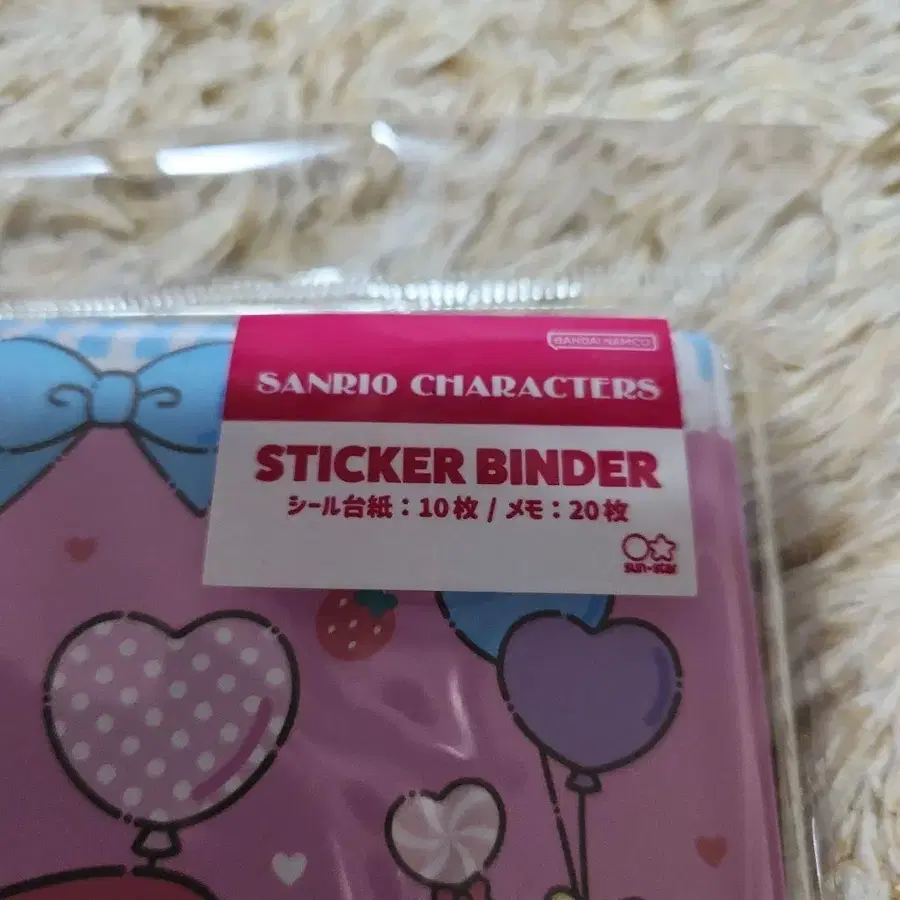 BANDAI NAMCO
SANRIO CHARACTERS
STICKER BINDER
シール台紙：10枚 / メモ：20枚
sun-star